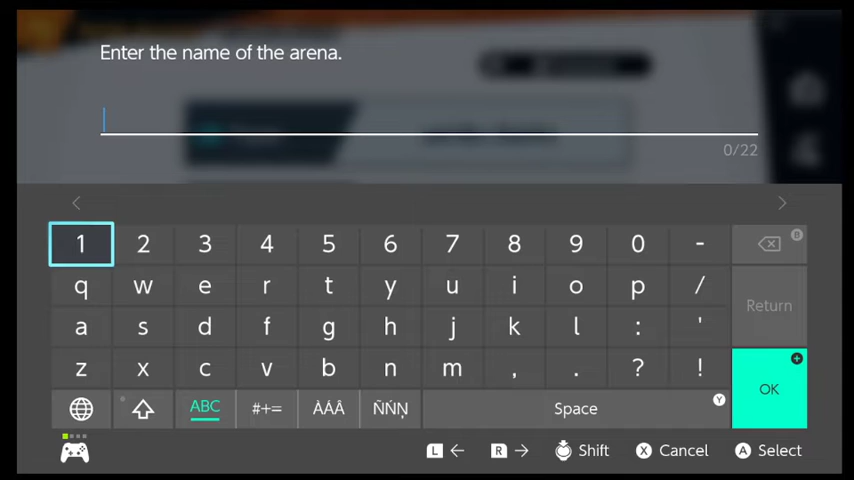 Enter the name of the arena.
0/22
1 2 3 4 5 6 7 8 9 0 - B
q w e r t y u i o p / Return
a s d f g h j k l : '
z x c v b n m , . ? ! OK
ABC #+= ÀÁÂ ÑŃŅ Space Y
L ← R → Shift X Cancel A Select